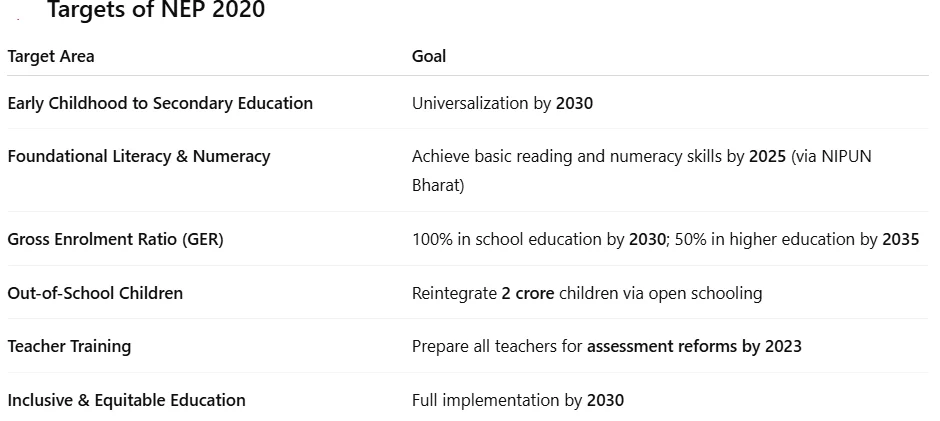 Targets of NEP 2020
Target Area Goal
Early Childhood to Secondary Education Universalization by 2030
Foundational Literacy & Numeracy Achieve basic reading and numeracy skills by 2025 (via NIPUN
Bharat)
Gross Enrolment Ratio (GER) 100% in school education by 2030; 50% in higher education by 2035
Out-of-School Children Reintegrate 2 crore children via open schooling
Teacher Training Prepare all teachers for assessment reforms by 2023
Inclusive & Equitable Education Full implementation by 2030